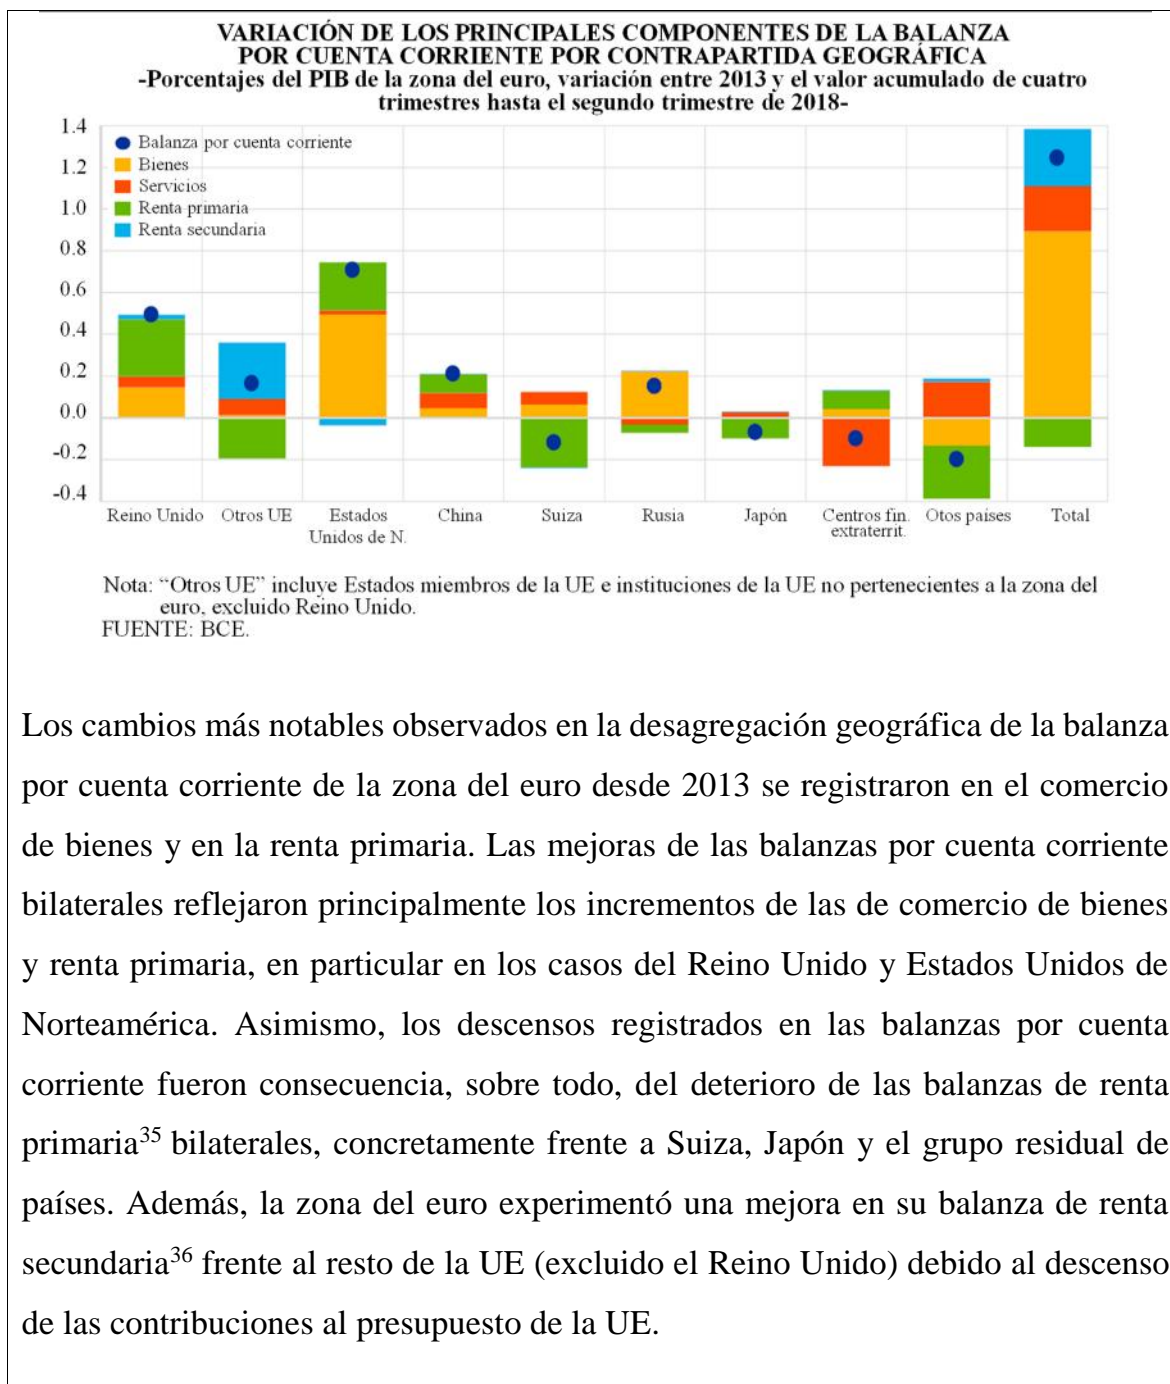 VARIACIÓN DE LOS PRINCIPALES COMPONENTES DE LA BALANZA
POR CUENTA CORRIENTE POR CONTRAPARTIDA GEOGRÁFICA
-Porcentajes del PIB de la zona del euro, variación entre 2013 y el valor acumulado de cuatro
trimestres hasta el segundo trimestre de 2018-
1.4
1.2
1.0
0.8
0.6
0.4
0.2
0.0
-0.2
-0.4
Balanza por cuenta corriente
Bienes
Servicios
Renta primaria
Renta secundaria
Reino Unido Otros UE Estados China Suiza Rusia Japón Centros fin. Otos países Total
Unidos de N. extraterrit.
Nota: “Otros UE” incluye Estados miembros de la UE e instituciones de la UE no pertenecientes a la zona del
euro, excluido Reino Unido.
FUENTE: BCE.
Los cambios más notables observados en la desagregación geográfica de la balanza
por cuenta corriente de la zona del euro desde 2013 se registraron en el comercio
de bienes y en la renta primaria. Las mejoras de las balanzas por cuenta corriente
bilaterales reflejaron principalmente los incrementos de las de comercio de bienes
y renta primaria, en particular en los casos del Reino Unido y Estados Unidos de
Norteamérica. Asimismo, los descensos registrados en las balanzas por cuenta
corriente fueron consecuencia, sobre todo, del deterioro de las balanzas de renta
primaria35 bilaterales, concretamente frente a Suiza, Japón y el grupo residual de
países. Además, la zona del euro experimentó una mejora en su balanza de renta
secundaria36 frente al resto de la UE (excluido el Reino Unido) debido al descenso
de las contribuciones al presupuesto de la UE.